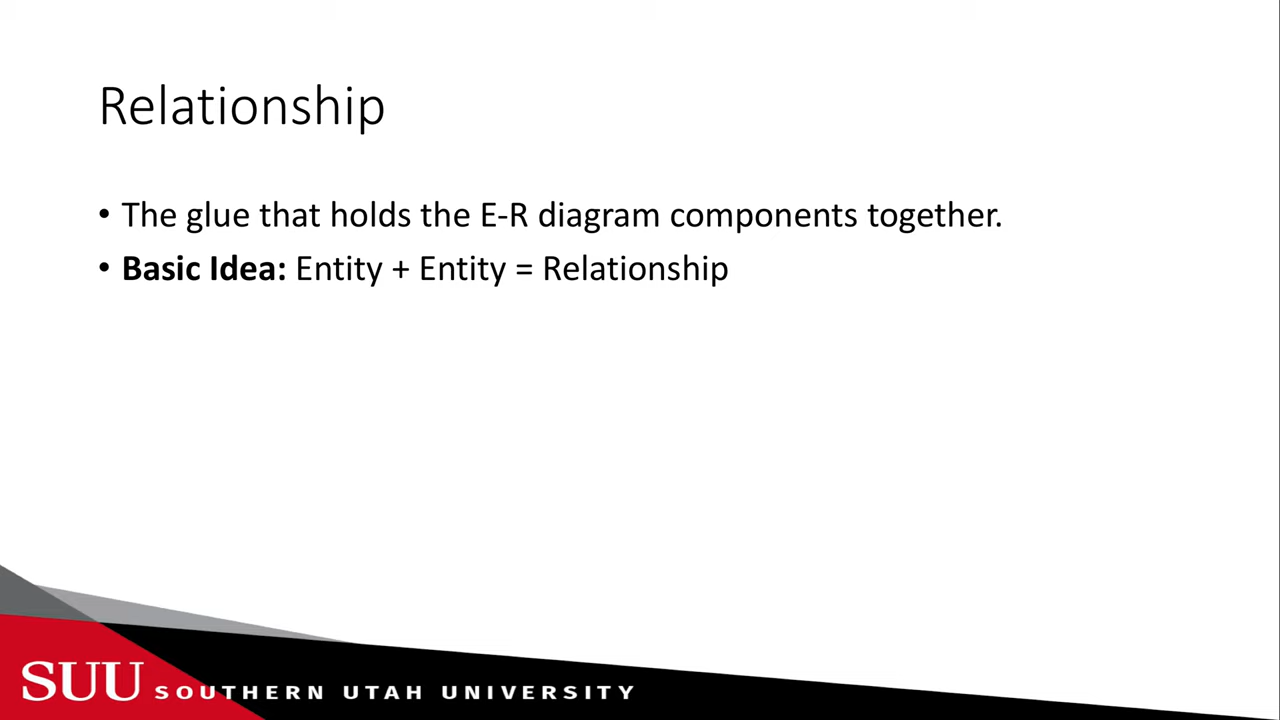 Relationship
• The glue that holds the E-R diagram components together.
• Basic Idea: Entity + Entity = Relationship
SUU SOUTHERN UTAH UNIVERSITY